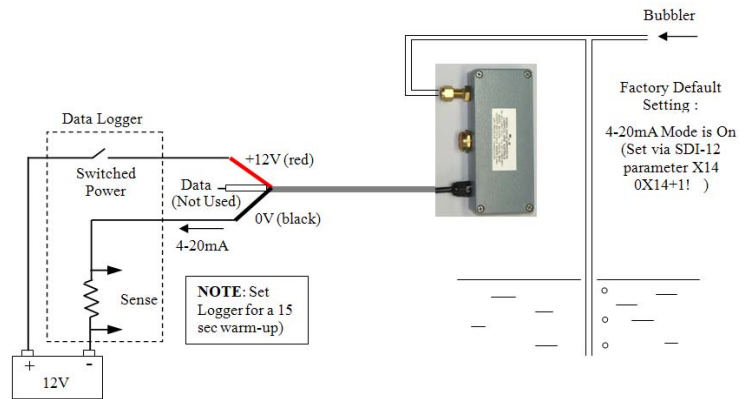 Bubbler
Factory Default
Setting :
4-20mA Mode is On
(Set via SDI-12
parameter X14
0X14+1! )
Data Logger
+12V (red)
Switched
Power
Data
(Not Used)
0V (black)
4-20mA
Sense
NOTE: Set
Logger for a 15
sec warm-up)
+ -
12V